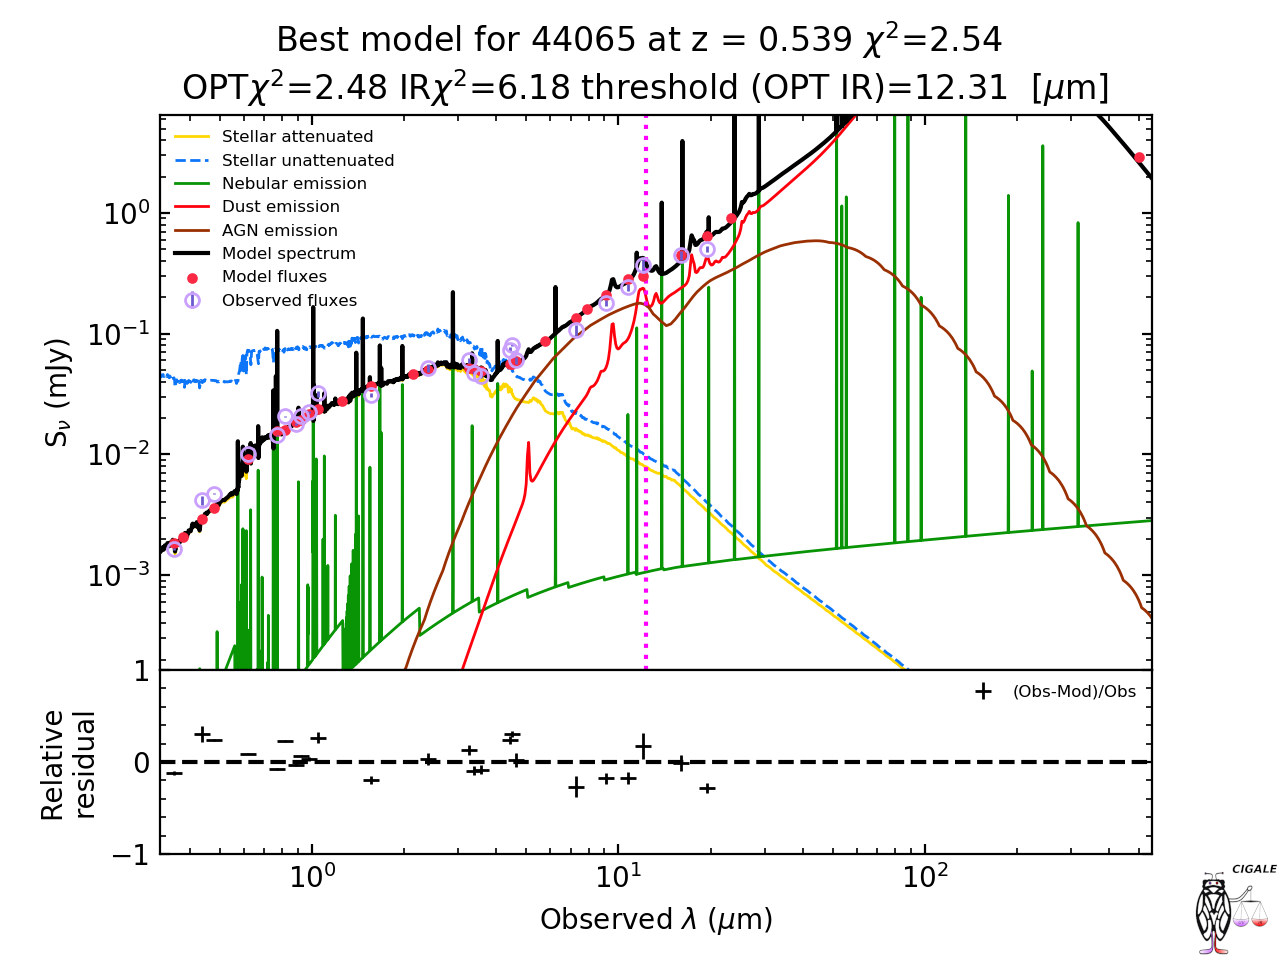 Best model for 44065 at z = 0.539 χ²=2.54
OPTχ²=2.48 IRχ²=6.18 threshold (OPT IR)=12.31 [μm]
Stellar attenuated
Stellar unattenuated
Nebular emission
Dust emission
AGN emission
Model spectrum
Model fluxes
Observed fluxes
10⁰
10⁻¹
10⁻²
10⁻³
S_ν (mJy)
1
0
−1
Relative
residual
(Obs-Mod)/Obs
10⁰
10¹
10²
Observed λ (μm)
CIGALE